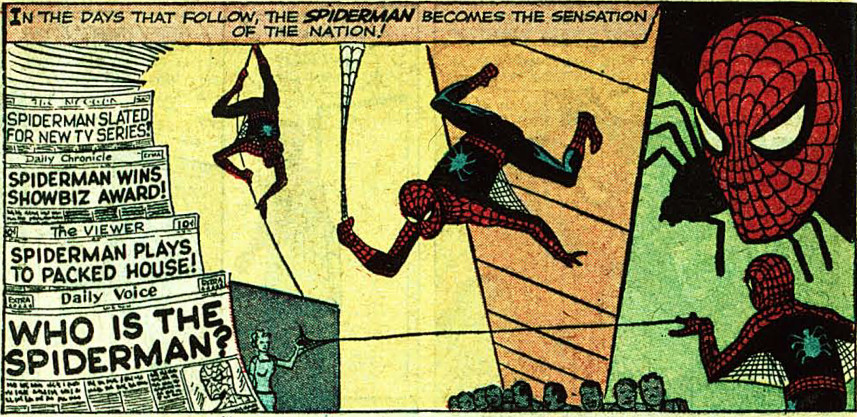 IN THE DAYS THAT FOLLOW, THE SPIDERMAN BECOMES THE SENSATION
OF THE NATION!
SPIDERMAN SLATED
FOR NEW TV SERIES!
Daily Chronicle EXTRA
SPIDERMAN WINS
SHOWBIZ AWARD!
The VIEWER 10¢
SPIDERMAN PLAYS
TO PACKED HOUSE!
EXTRA Daily Voice EXTRA
WHO IS THE
SPIDERMAN?